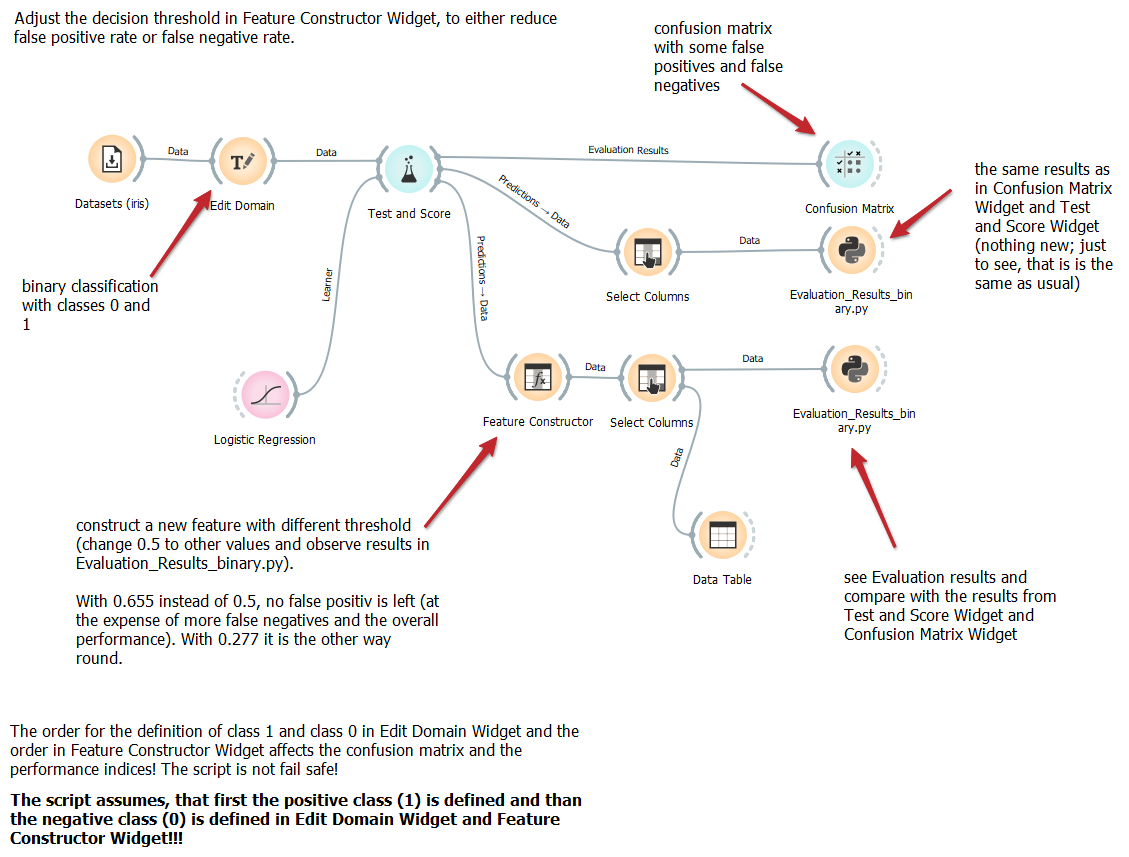 Adjust the decision threshold in Feature Constructor Widget, to either reduce
false positive rate or false negative rate.
confusion matrix
with some false
positives and false
negatives
the same results as
in Confusion Matrix
Widget and Test
and Score Widget
(nothing new; just
to see, that is is the
same as usual)
Data
Data
Evaluation Results
Datasets (iris)
Edit Domain
Test and Score
Confusion Matrix
Predictions → Data
Predictions → Data
Data
Select Columns
Evaluation_Results_bin
ary.py
binary classification
with classes 0 and
1
Learner
Logistic Regression
Data
Data
Feature Constructor
Select Columns
Evaluation_Results_bin
ary.py
Data
Data Table
construct a new feature with different threshold
(change 0.5 to other values and observe results in
Evaluation_Results_binary.py).
With 0.655 instead of 0.5, no false positiv is left (at
the expense of more false negatives and the overall
performance). With 0.277 it is the other way
round.
see Evaluation results and
compare with the results from
Test and Score Widget and
Confusion Matrix Widget
The order for the definition of class 1 and class 0 in Edit Domain Widget and the
order in Feature Constructor Widget affects the confusion matrix and the
performance indices! The script is not fail safe!
The script assumes, that first the positive class (1) is defined and than
the negative class (0) is defined in Edit Domain Widget and Feature
Constructor Widget!!!